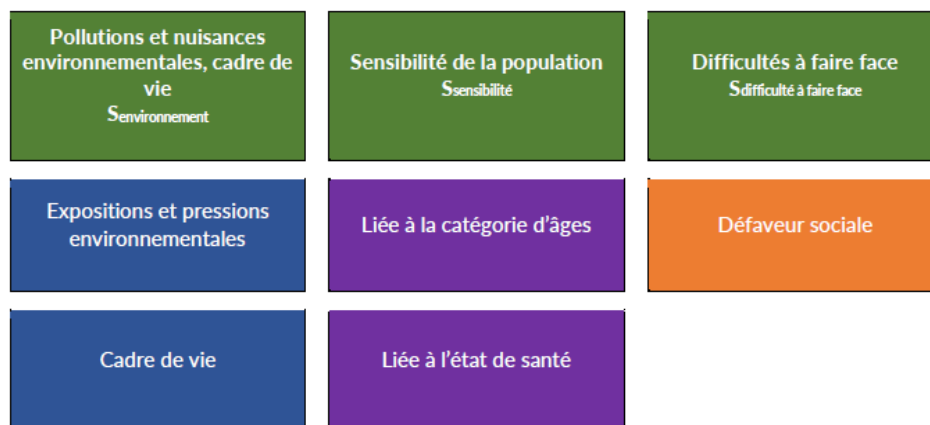 Pollutions et nuisances
environnementales, cadre de
vie
Senvironnement
Sensibilité de la population
Ssensibilité
Difficultés à faire face
Sdifficulté à faire face
Expositions et pressions
environnementales
Liée à la catégorie d'âges
Défaveur sociale
Cadre de vie
Liée à l'état de santé